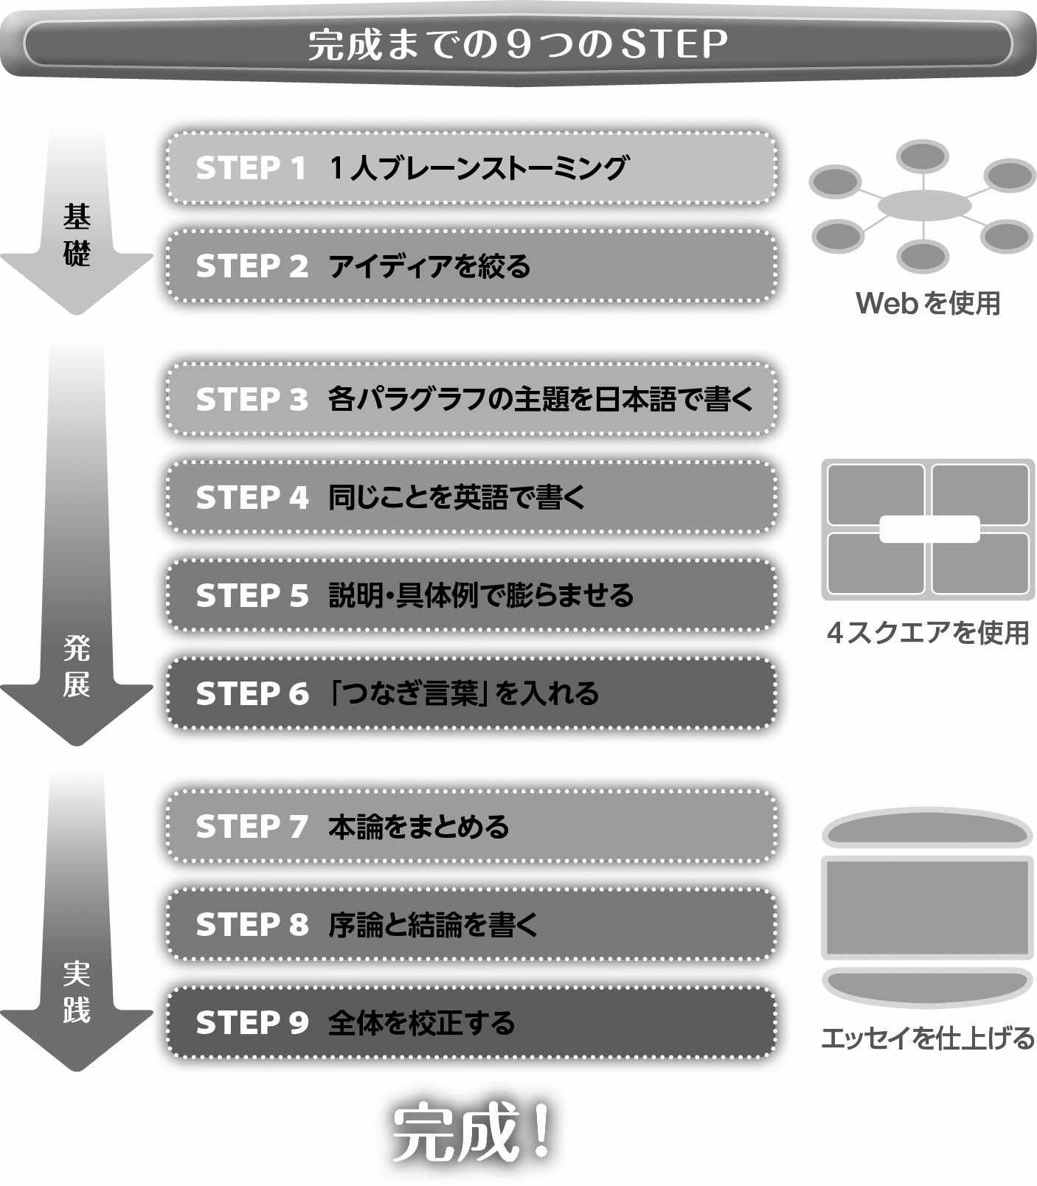 完成までの9つのSTEP
基礎
STEP 1 1人ブレーンストーミング
STEP 2 アイディアを絞る
Webを使用
発展
STEP 3 各パラグラフの主題を日本語で書く
STEP 4 同じことを英語で書く
STEP 5 説明・具体例で膨らませる
STEP 6 「つなぎ言葉」を入れる
4スクエアを使用
実践
STEP 7 本論をまとめる
STEP 8 序論と結論を書く
STEP 9 全体を校正する
エッセイを仕上げる
完成!